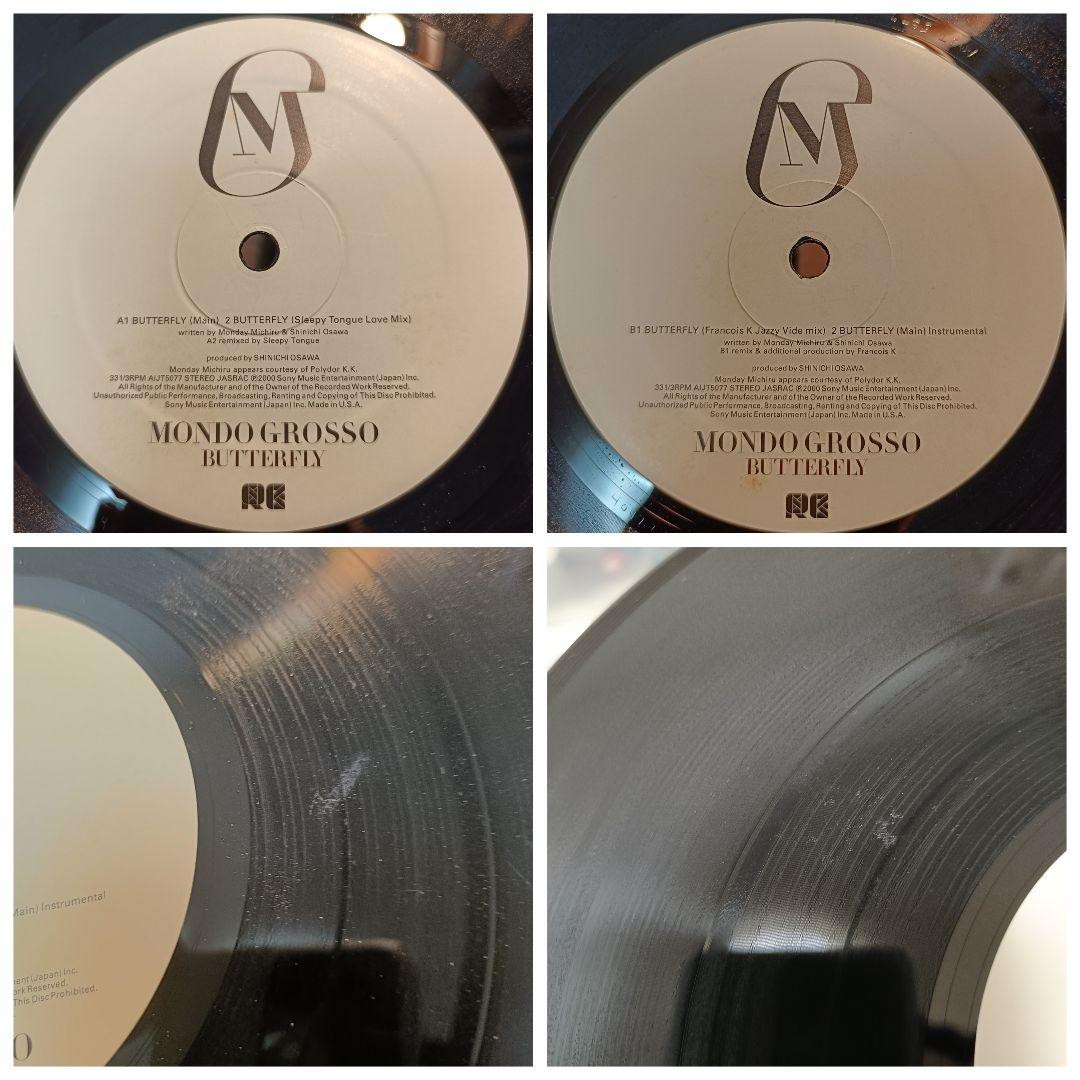 M
A1 BUTTERFLY (Main) 2 BUTTERFLY (Sleepy Tongue Love Mix)
written by Monday Michiru & Shinichi Osawa
A2 remixed by Sleepy Tongue
produced by SHINICHI OSAWA
Monday Michiru appears courtesy of Polydor K.K.
33 1/3RPM AIJT5077 STEREO JASRAC ℗2000 Sony Music Entertainment (Japan) Inc.
All Rights of the Manufacturer and of the Owner of the Recorded Work Reserved.
Unauthorized Public Performance, Broadcasting, Renting and Copying of This Disc Prohibited.
Sony Music Entertainment (Japan) Inc. Made in U.S.A.
MONDO GROSSO
BUTTERFLY
M
B1 BUTTERFLY (Francois K Jazzy Vide mix) 2 BUTTERFLY (Main) Instrumental
written by Monday Michiru & Shinichi Osawa
B1 remix & additional production by Francois K
produced by SHINICHI OSAWA
Monday Michiru appears courtesy of Polydor K.K.
33 1/3RPM AIJT5077 STEREO JASRAC ℗2000 Sony Music Entertainment (Japan) Inc.
All Rights of the Manufacturer and of the Owner of the Recorded Work Reserved.
Unauthorized Public Performance, Broadcasting, Renting and Copying of This Disc Prohibited.
Sony Music Entertainment (Japan) Inc. Made in U.S.A.
MONDO GROSSO
BUTTERFLY
Main) Instrumental
ment (Japan) Inc.
ork Reserved.
This Disc Prohibited.
O